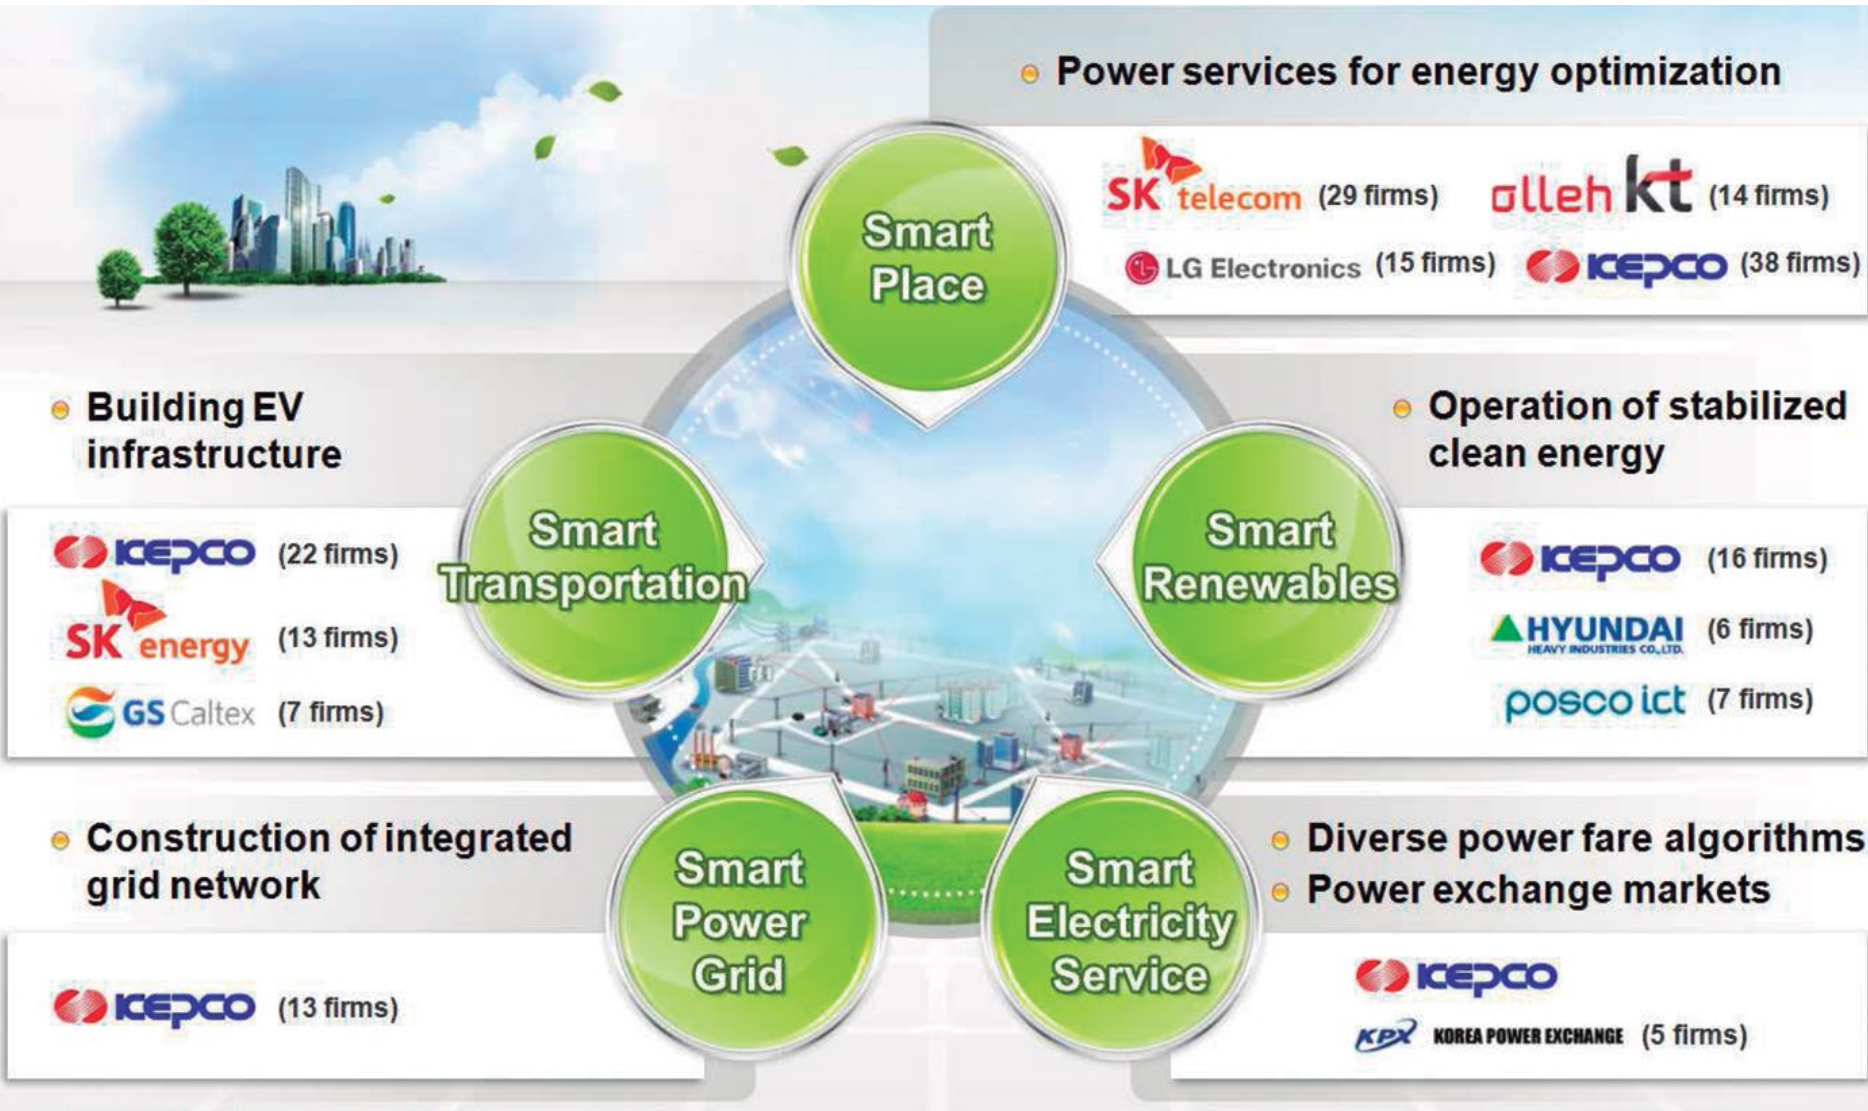 Power services for energy optimization
SK telecom (29 firms) olleh kt (14 firms)
LG Electronics (15 firms) KEPCO (38 firms)
Smart
Place
Building EV
infrastructure
KEPCO (22 firms)
SK energy (13 firms)
GS Caltex (7 firms)
Smart
Transportation
Operation of stabilized
clean energy
Smart
Renewables
KEPCO (16 firms)
HYUNDAI (6 firms)
HEAVY INDUSTRIES CO.,LTD.
posco ict (7 firms)
Construction of integrated
grid network
KEPCO (13 firms)
Smart
Power
Grid
Smart
Electricity
Service
Diverse power fare algorithms
Power exchange markets
KEPCO
KPX KOREA POWER EXCHANGE (5 firms)